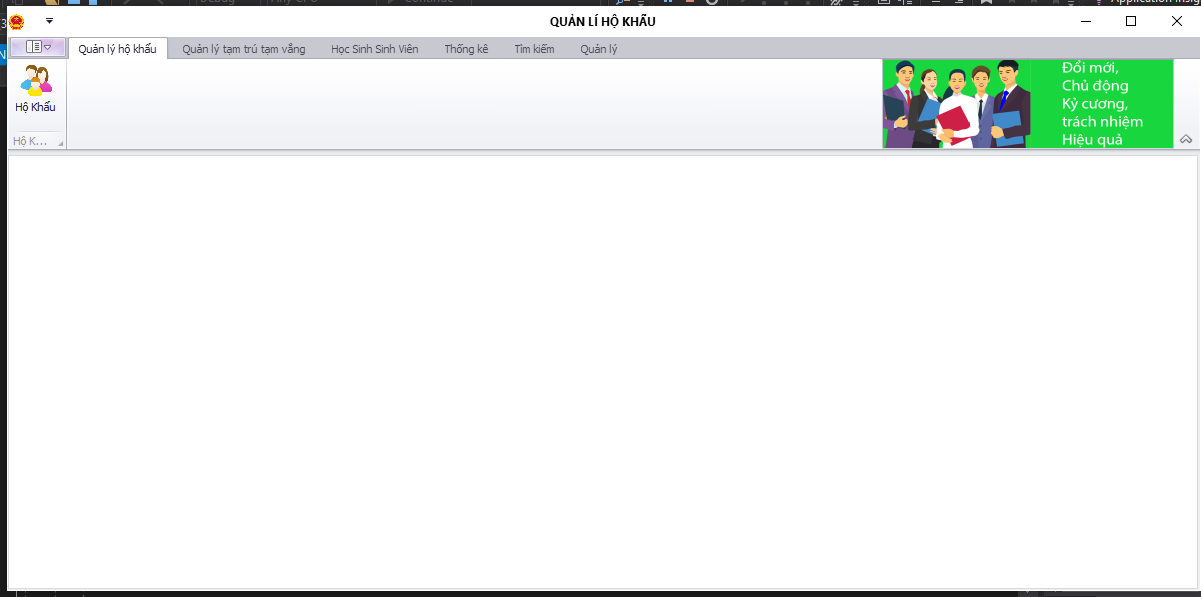 QUẢN LÍ HỘ KHẨU
Quản lý hộ khẩu Quản lý tạm trú tạm vắng Học Sinh Sinh Viên Thống kê Tìm kiếm Quản lý
Hộ Khẩu
Hộ K...
Đổi mới,
Chủ động
Kỷ cương,
trách nhiệm
Hiệu quả